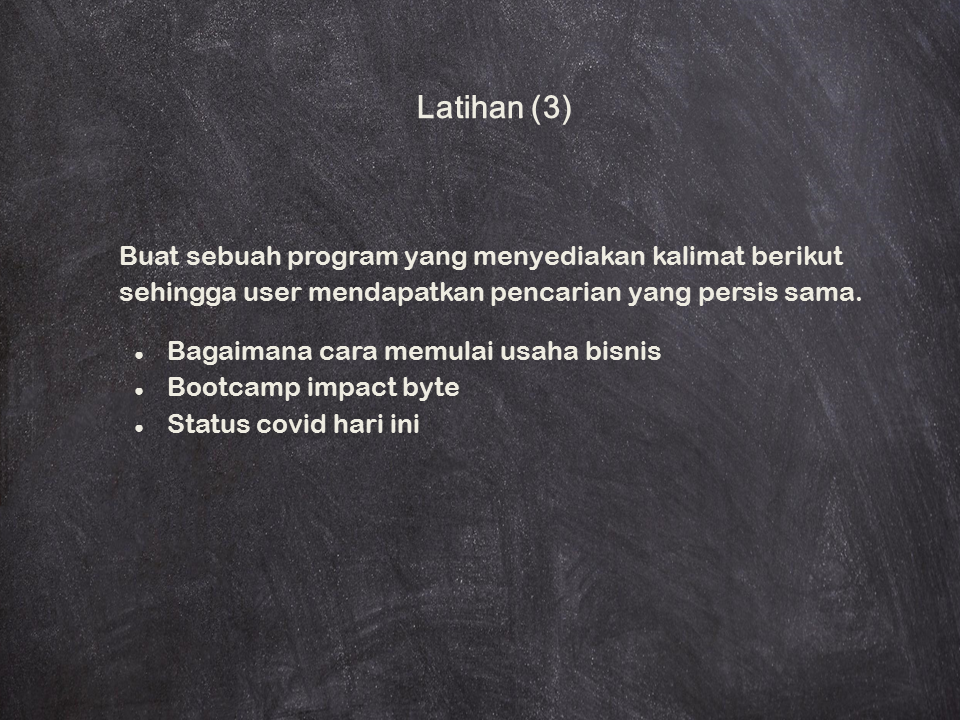 Latihan (3)
Buat sebuah program yang menyediakan kalimat berikut
sehingga user mendapatkan pencarian yang persis sama.
● Bagaimana cara memulai usaha bisnis
● Bootcamp impact byte
● Status covid hari ini